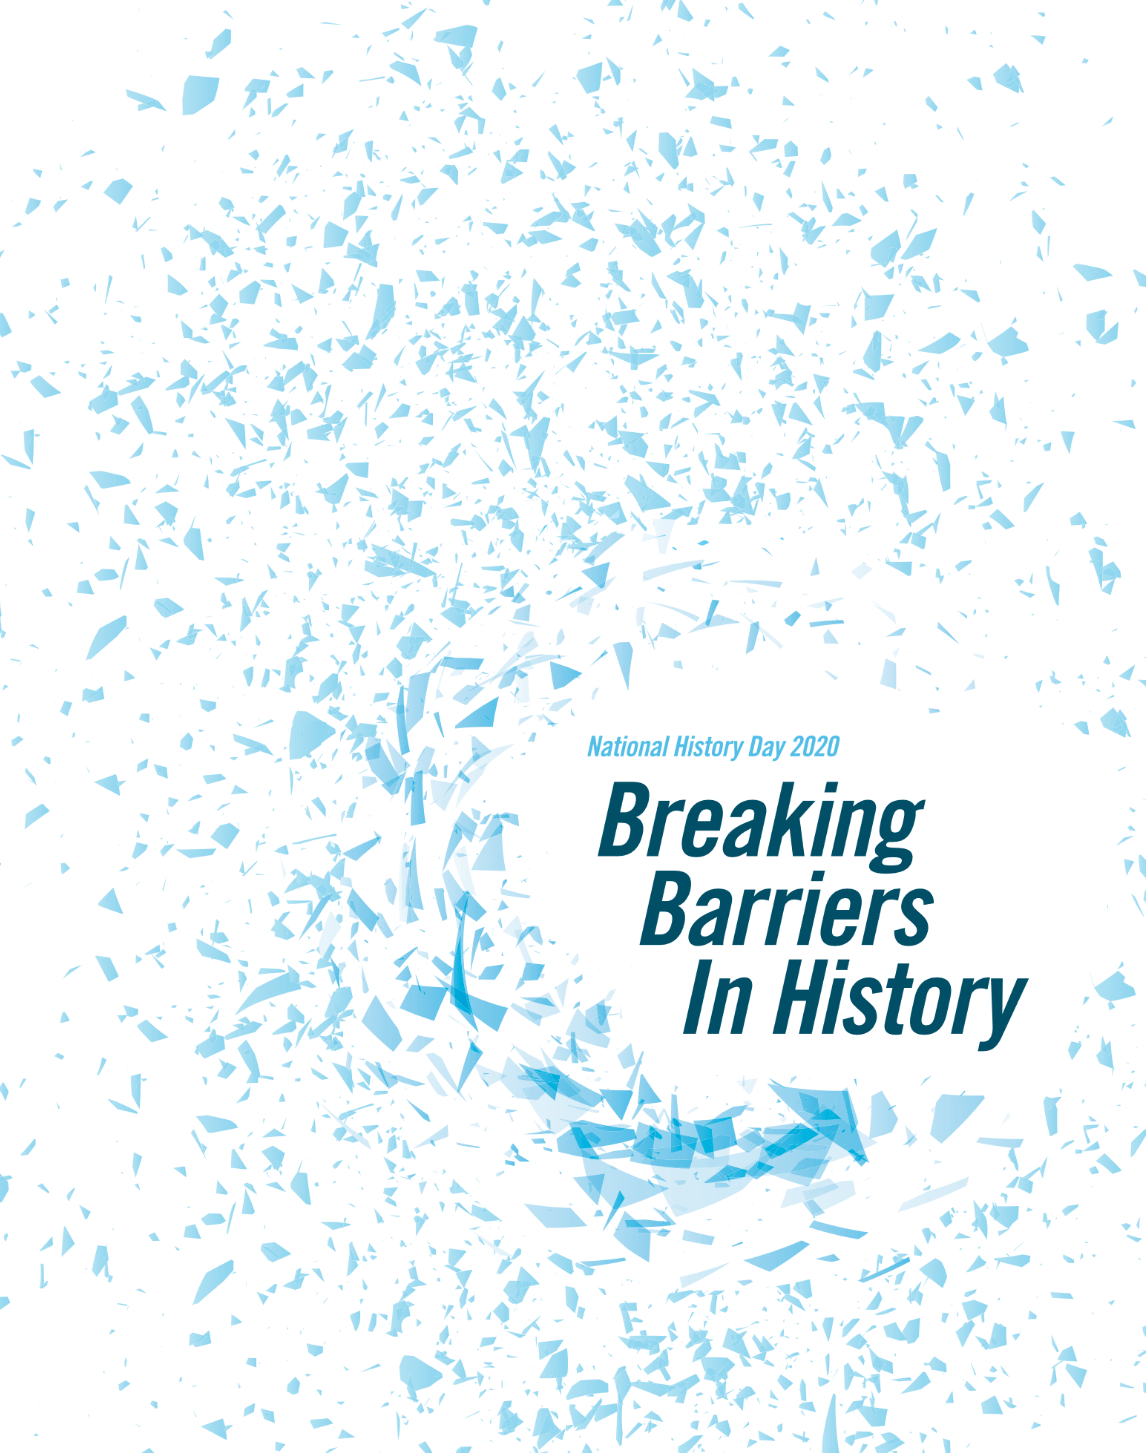 National History Day 2020
Breaking
Barriers
In History